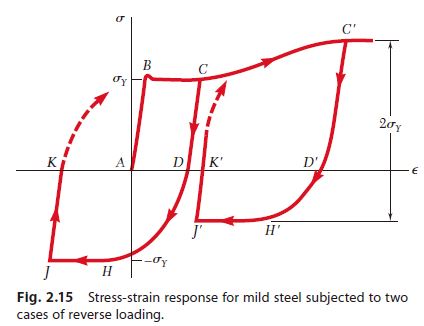 σ
C'
B
C
σY
2σY
K
A
D
K'
D'
ϵ
J'
H'
J
H
−σY
Fig. 2.15 Stress-strain response for mild steel subjected to two
cases of reverse loading.